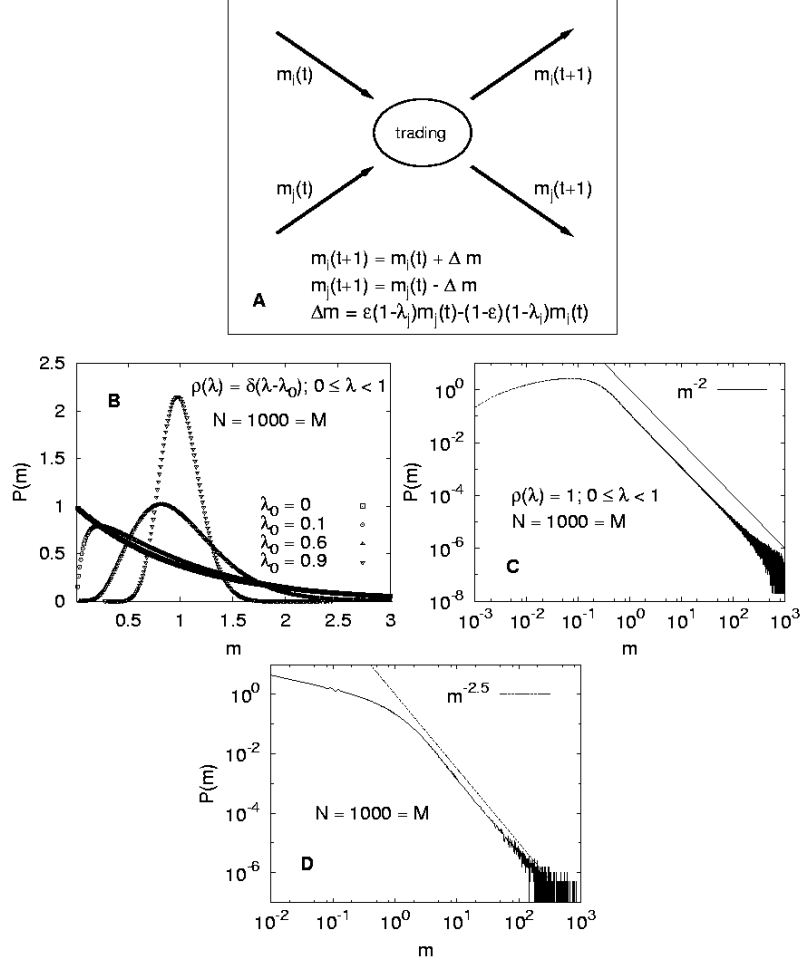 mᵢ(t)
mᵢ(t+1)
trading
mⱼ(t)
mⱼ(t+1)
mᵢ(t+1) = mᵢ(t) + Δ m
mⱼ(t+1) = mⱼ(t) - Δ m
A
Δm = ε(1-λⱼ)mⱼ(t)-(1-ε)(1-λᵢ)mᵢ(t)
2.5
2
1.5
1
0.5
0
P(m)
B
ρ(λ) = δ(λ-λ₀); 0 ≤ λ < 1
N = 1000 = M
λ₀ = 0
λ₀ = 0.1
λ₀ = 0.6
λ₀ = 0.9
0.5 1 1.5 2 2.5 3
m
10⁰
10⁻²
10⁻⁴
10⁻⁶
10⁻⁸
P(m)
m⁻²
ρ(λ) = 1; 0 ≤ λ < 1
N = 1000 = M
C
10⁻³ 10⁻² 10⁻¹ 10⁰ 10¹ 10² 10³
m
10⁰
10⁻²
10⁻⁴
10⁻⁶
P(m)
m⁻²·⁵
N = 1000 = M
D
10⁻² 10⁻¹ 10⁰ 10¹ 10² 10³
m